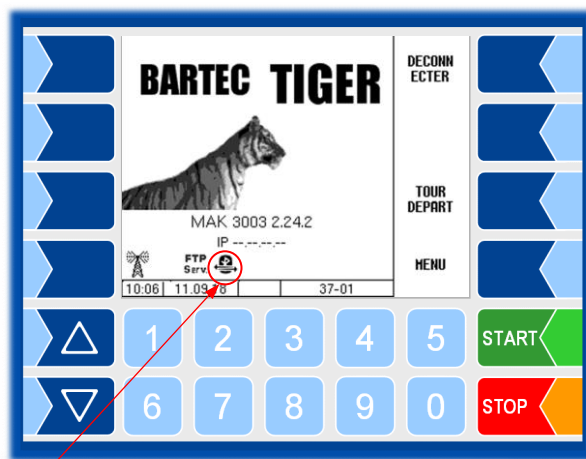 BARTEC TIGER
DECONN
ECTER
TOUR
DEPART
MAK 3003 2.24.2
IP --.--.--.--
FTP
Serv.
MENU
10:06
37-01
1 2 3 4 5
START
6 7 8 9 0
STOP